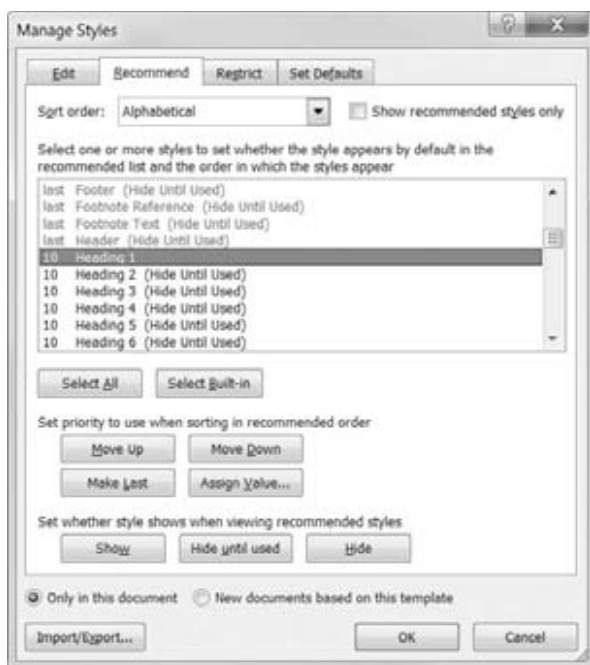 Manage Styles
Edit Recommend Restrict Set Defaults
Sort order: Alphabetical Show recommended styles only
Select one or more styles to set whether the style appears by default in the
recommended list and the order in which the styles appear
last Footer (Hide Until Used)
last Footnote Reference (Hide Until Used)
last Footnote Text (Hide Until Used)
last Header (Hide Until Used)
10 Heading 1
10 Heading 2 (Hide Until Used)
10 Heading 3 (Hide Until Used)
10 Heading 4 (Hide Until Used)
10 Heading 5 (Hide Until Used)
10 Heading 6 (Hide Until Used)
Select All Select Built-in
Set priority to use when sorting in recommended order
Move Up Move Down
Make Last Assign Value...
Set whether style shows when viewing recommended styles
Show Hide until used Hide
Only in this document New documents based on this template
Import/Export... OK Cancel